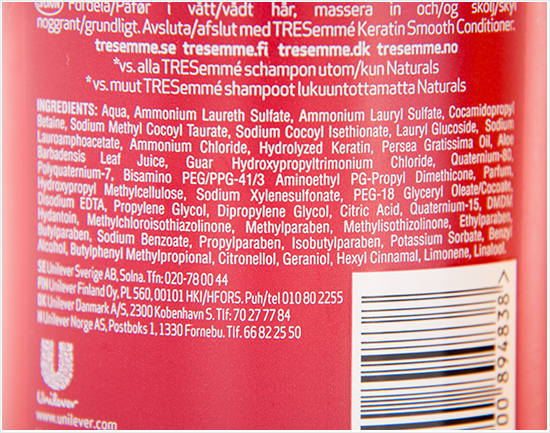 Fördela/Påfør i vått/vådt hår, massera in och/og skölj/skyl
noggrant/grundligt. Avsluta/afslut med TRESemmé Keratin Smooth Conditioner.
tresemme.se tresemme.fi tresemme.dk tresemme.no
*vs. alla TRESemmé schampon utom/kun Naturals
*vs. muut TRESemmé shampoot lukuuntottamatta Naturals
INGREDIENTS: Aqua, Ammonium Laureth Sulfate, Ammonium Lauryl Sulfate, Cocamidopropyl
Betaine, Sodium Methyl Cocoyl Taurate, Sodium Cocoyl Isethionate, Lauryl Glucoside, Sodium
Lauroamphoacetate, Ammonium Chloride, Hydrolyzed Keratin, Persea Gratissima Oil, Aloe
Barbadensis Leaf Juice, Guar Hydroxypropyltrimonium Chloride, Quaternium-80,
Polyquaternium-7, Bisamino PEG/PPG-41/3 Aminoethyl PG-Propyl Dimethicone, Parfum,
Hydroxypropyl Methylcellulose, Sodium Xylenesulfonate, PEG-18 Glyceryl Oleate/Cocoate,
Disodium EDTA, Propylene Glycol, Dipropylene Glycol, Citric Acid, Quaternium-15, DMDM
Hydantoin, Methylchloroisothiazolinone, Methylparaben, Methylisothizolinone, Ethylparaben,
Butylparaben, Sodium Benzoate, Propylparaben, Isobutylparaben, Potassium Sorbate, Benzyl
Alcohol, Butylphenyl Methylpropional, Citronellol, Geraniol, Hexyl Cinnamal, Limonene, Linalool.
SE Unilever Sverige AB, Solna. Tfn: 020-78 00 44
FIN Unilever Finland Oy, PL 560, 00101 HKI/HFORS. Puh/tel 010 80 2255
DK Unilever Danmark A/S, 2300 København S. Tlf: 70 27 77 84
N Unilever Norge AS, Postboks 1, 1330 Fornebu. Tlf. 66 82 25 50
Unilever
www.unilever.com
00894838>